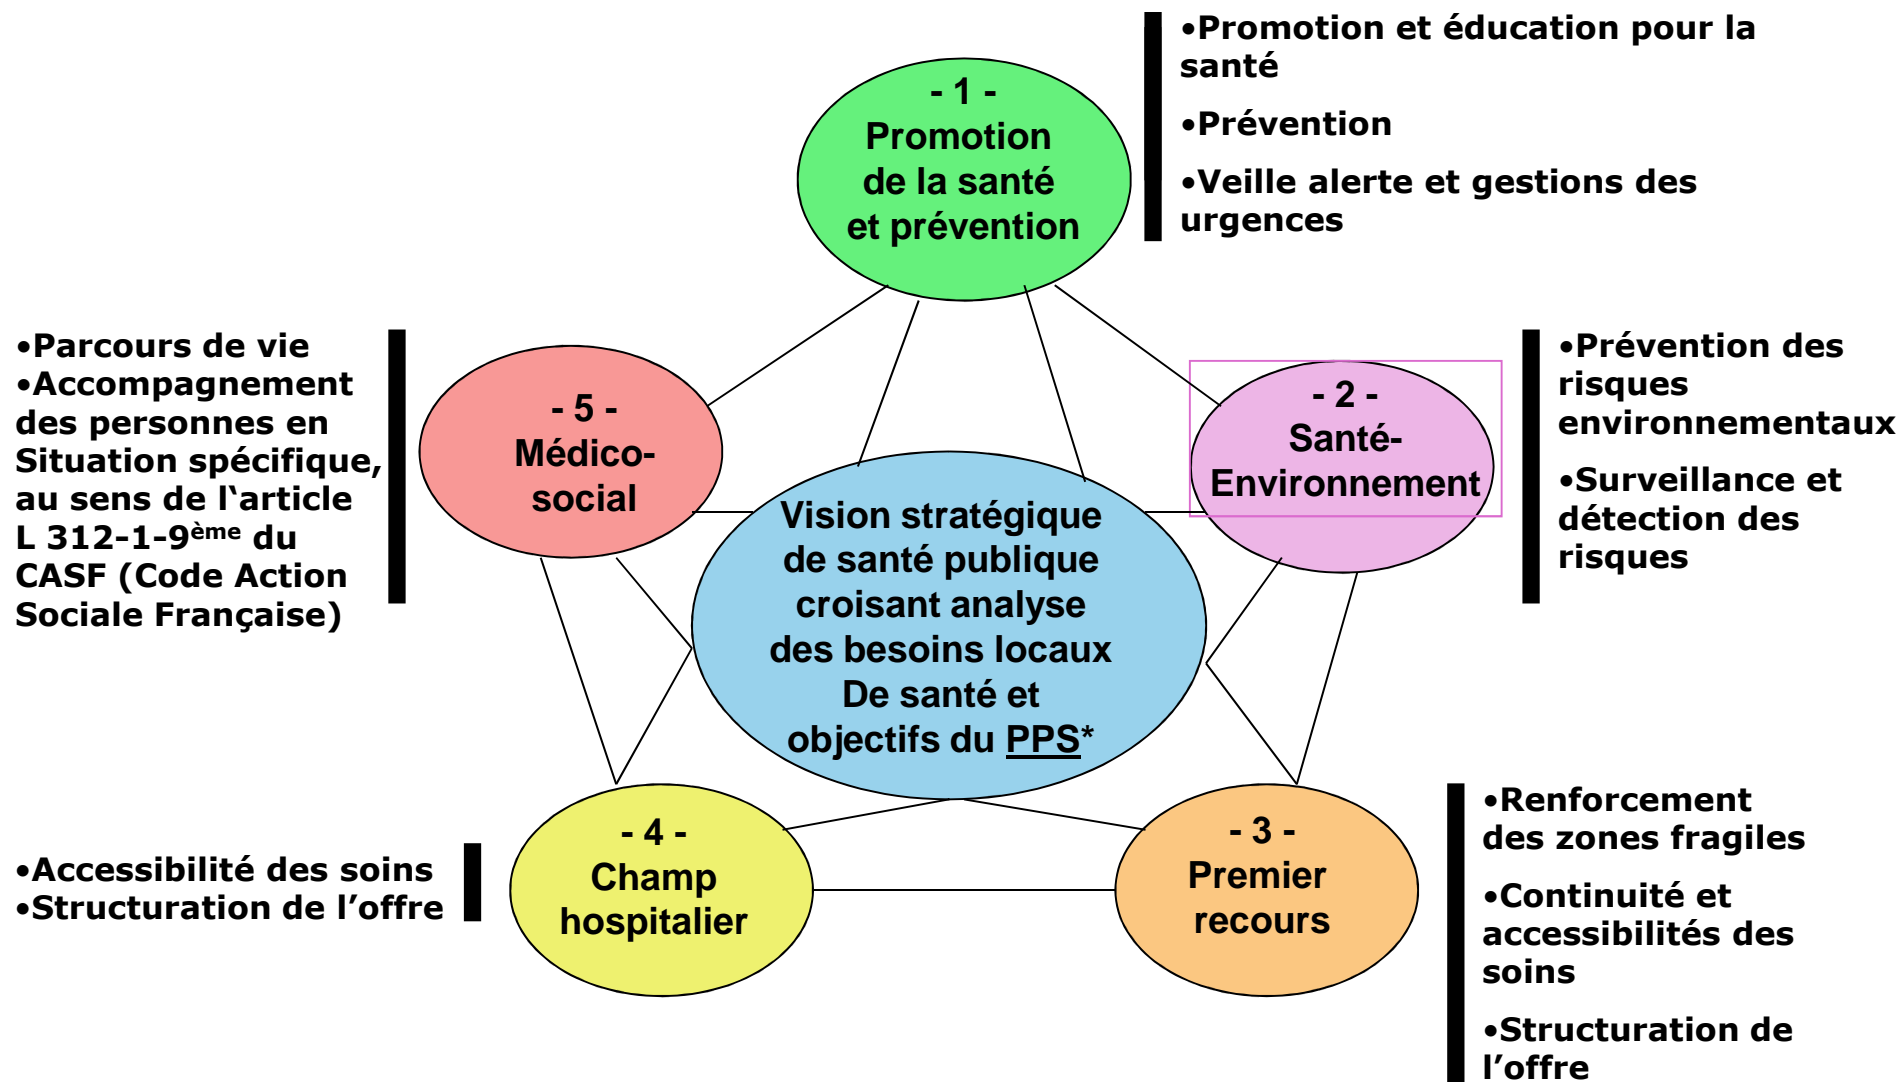 - 1 -
Promotion
de la santé
et prévention
•Promotion et éducation pour la
santé
•Prévention
•Veille alerte et gestions des
urgences
•Parcours de vie
•Accompagnement
des personnes en
Situation spécifique,
au sens de l‘article
L 312-1-9ème du
CASF (Code Action
Sociale Française)
- 5 -
Médico-
social
- 2 -
Santé-
Environnement
•Prévention des
risques
environnementaux
•Surveillance et
détection des
risques
Vision stratégique
de santé publique
croisant analyse
des besoins locaux
De santé et
objectifs du PPS*
•Accessibilité des soins
•Structuration de l’offre
- 4 -
Champ
hospitalier
- 3 -
Premier
recours
•Renforcement
des zones fragiles
•Continuité et
accessibilités des
soins
•Structuration de
l’offre